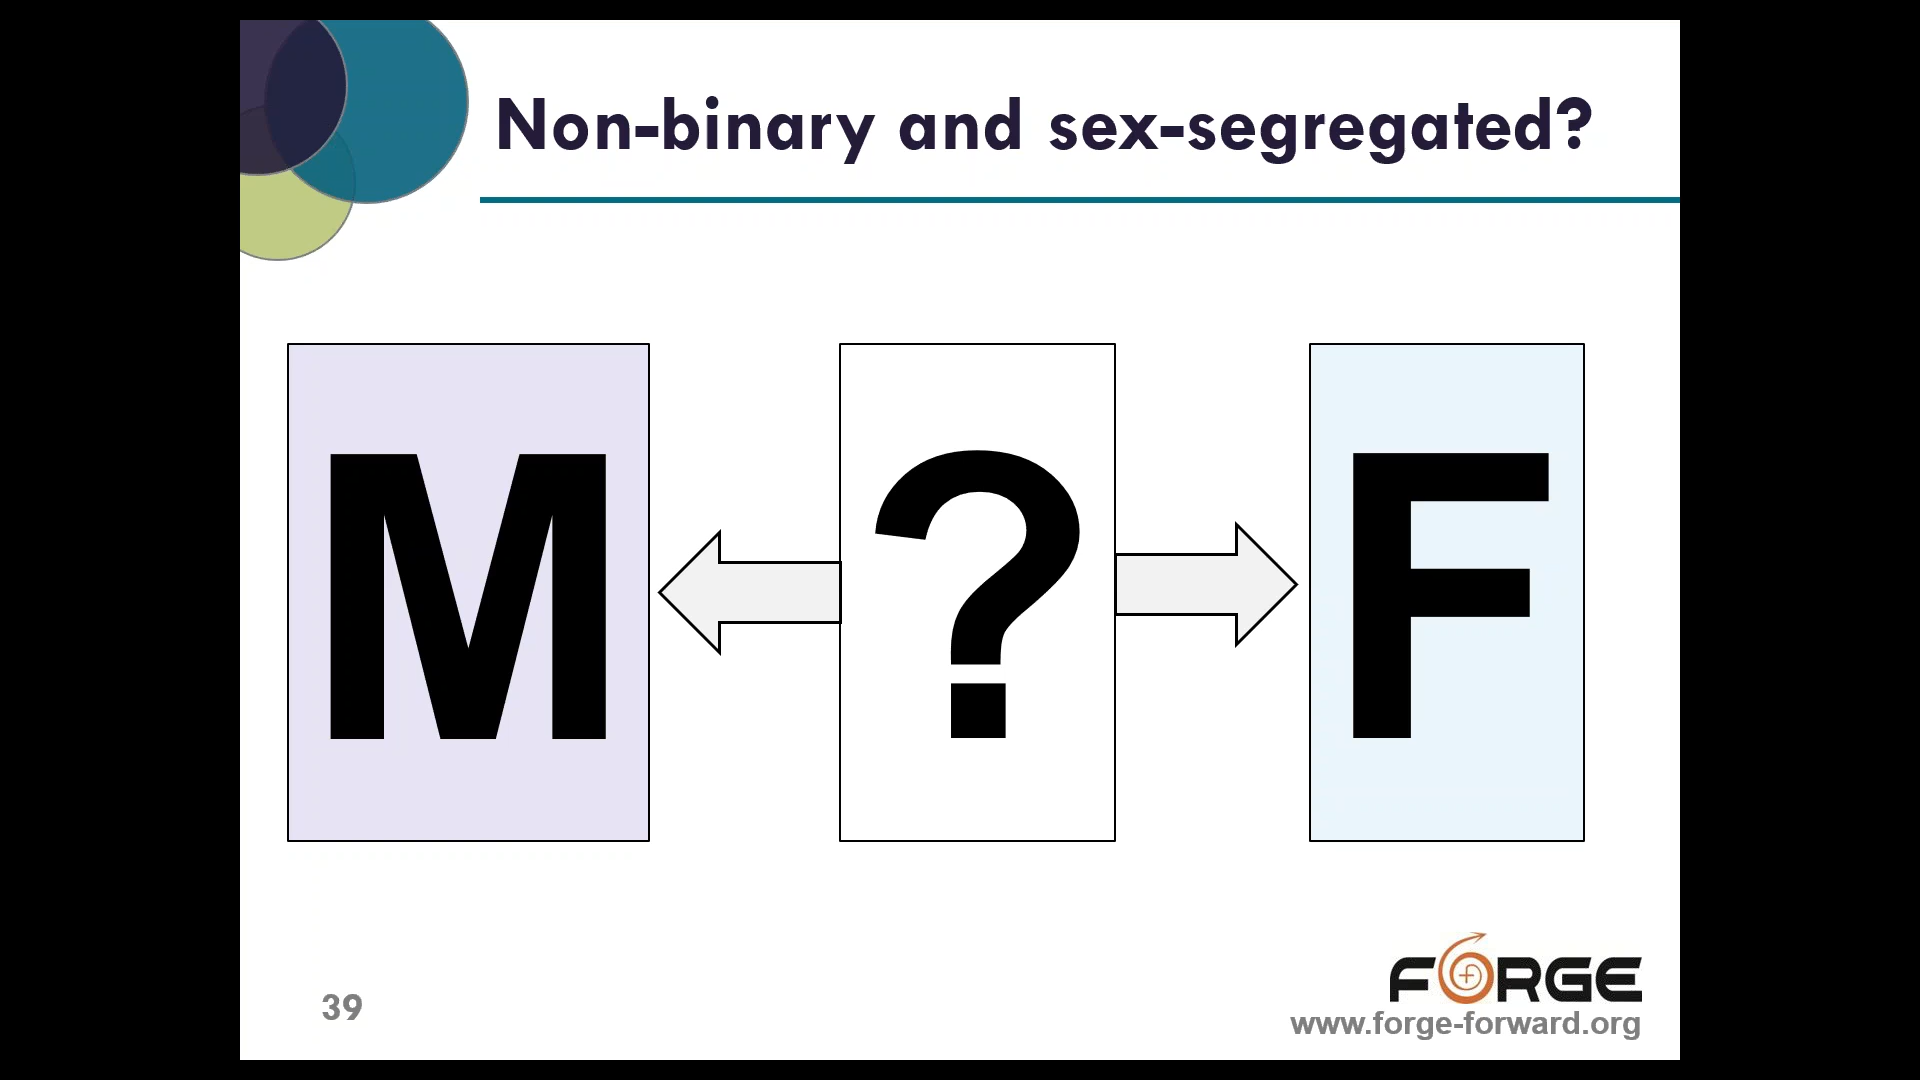 Non-binary and sex-segregated?
M ? F
FORGE
39
www.forge-forward.org